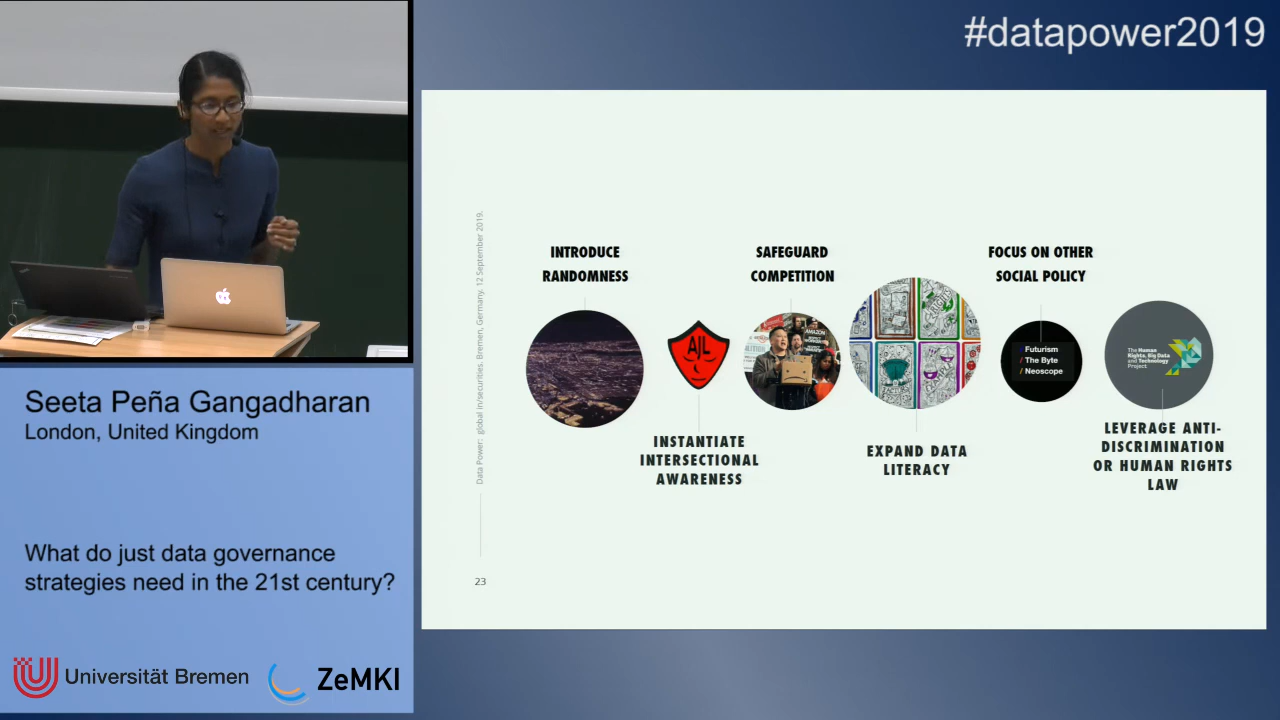 #datapower2019
Data Power: global in/securities. Bremen, Germany. 12 September 2019.
INTRODUCE
RANDOMNESS
SAFEGUARD
COMPETITION
FOCUS ON OTHER
SOCIAL POLICY
AJL
AMAZON
/ Futurism
/ The Byte
/ Neoscope
The Human
Rights, Big Data
and Technology
Project
INSTANTIATE
INTERSECTIONAL
AWARENESS
EXPAND DATA
LITERACY
LEVERAGE ANTI-
DISCRIMINATION
OR HUMAN RIGHTS
LAW
23
Seeta Peña Gangadharan
London, United Kingdom
What do just data governance
strategies need in the 21st century?
Universität Bremen
ZeMKI